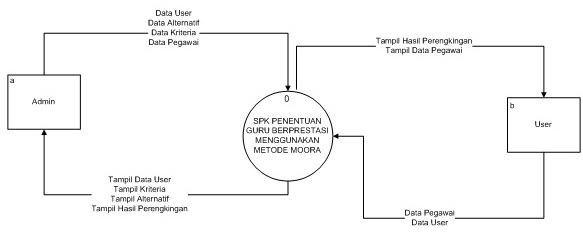 Data User
Data Alternatif
Data Kriteria
Data Pegawai
Tampil Hasil Perengkingan
Tampil Data Pegawai
a
Admin
0
SPK PENENTUAN
GURU BERPRESTASI
MENGGUNAKAN
METODE MOORA
b
User
Tampil Data User
Tampil Kriteria
Tampil Alternatif
Tampil Hasil Perengkingan
Data Pegawai
Data User